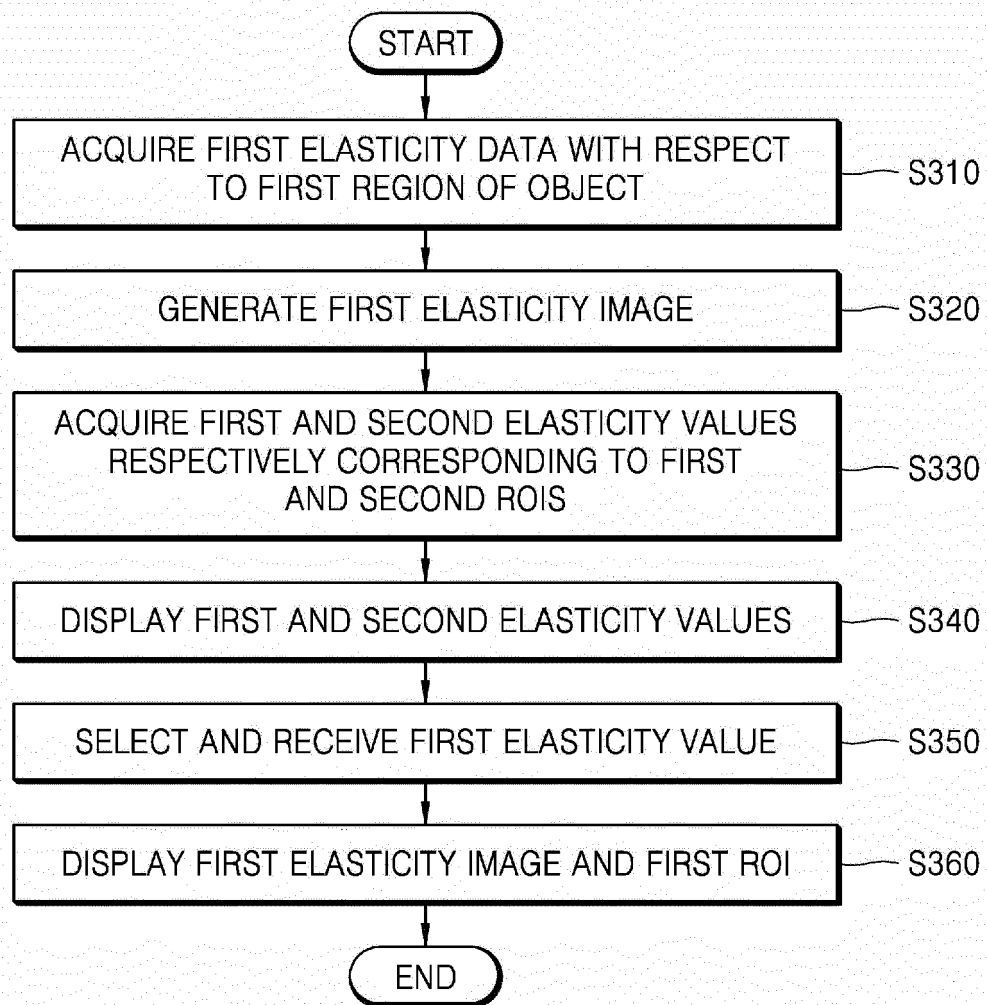 START
ACQUIRE FIRST ELASTICITY DATA WITH RESPECT
TO FIRST REGION OF OBJECT
S310
GENERATE FIRST ELASTICITY IMAGE
S320
ACQUIRE FIRST AND SECOND ELASTICITY VALUES
RESPECTIVELY CORRESPONDING TO FIRST
AND SECOND ROIS
S330
DISPLAY FIRST AND SECOND ELASTICITY VALUES
S340
SELECT AND RECEIVE FIRST ELASTICITY VALUE
S350
DISPLAY FIRST ELASTICITY IMAGE AND FIRST ROI
S360
END